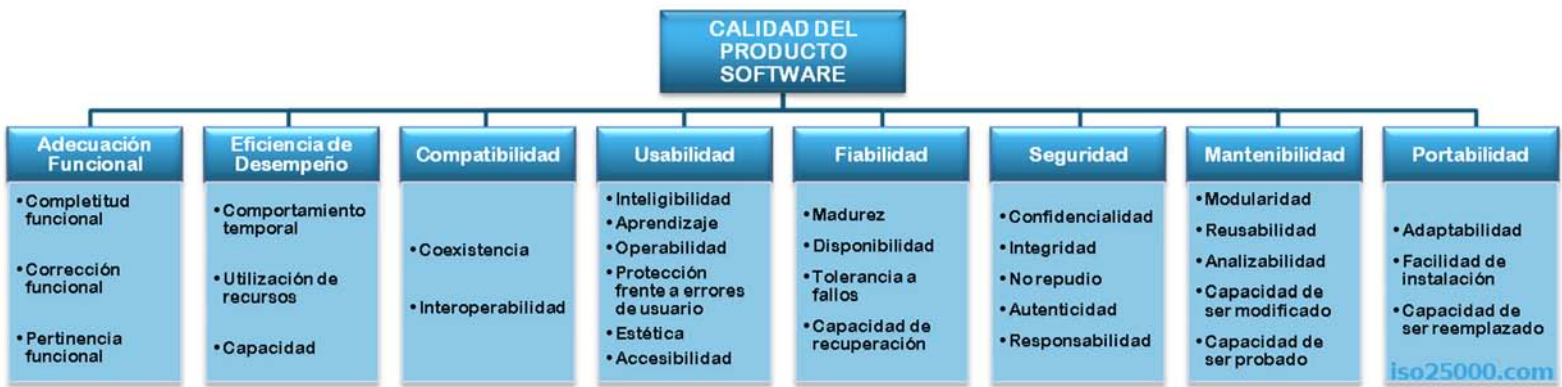 CALIDAD DEL
PRODUCTO
SOFTWARE
Adecuación
Funcional
•Completitud
funcional
•Corrección
funcional
•Pertinencia
funcional
Eficiencia de
Desempeño
•Comportamiento
temporal
•Utilización de
recursos
•Capacidad
Compatibilidad
•Coexistencia
•Interoperabilidad
Usabilidad
•Inteligibilidad
•Aprendizaje
•Operabilidad
•Protección
frente a errores
de usuario
•Estética
•Accesibilidad
Fiabilidad
•Madurez
•Disponibilidad
•Tolerancia a
fallos
•Capacidad de
recuperación
Seguridad
•Confidencialidad
•Integridad
•No repudio
•Autenticidad
•Responsabilidad
Mantenibilidad
•Modularidad
•Reusabilidad
•Analizabilidad
•Capacidad de
ser modificado
•Capacidad de
ser probado
Portabilidad
•Adaptabilidad
•Facilidad de
instalación
•Capacidad de
ser reemplazado
iso25000.com